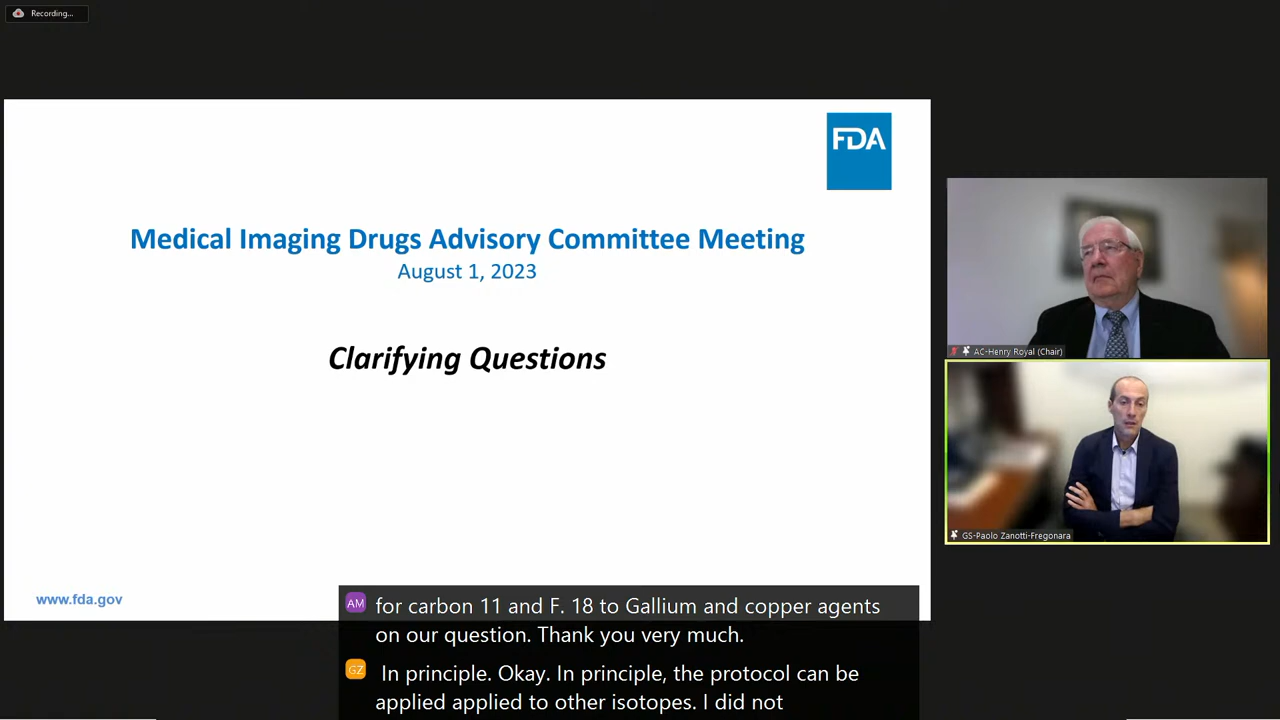 Recording...
FDA
Medical Imaging Drugs Advisory Committee Meeting
August 1, 2023
Clarifying Questions
AC-Henry Royal (Chair)
GS-Paolo Zanotti-Fregonara
www.fda.gov
AM for carbon 11 and F. 18 to Gallium and copper agents
on our question. Thank you very much.
GZ In principle. Okay. In principle, the protocol can be
applied applied to other isotopes. I did not